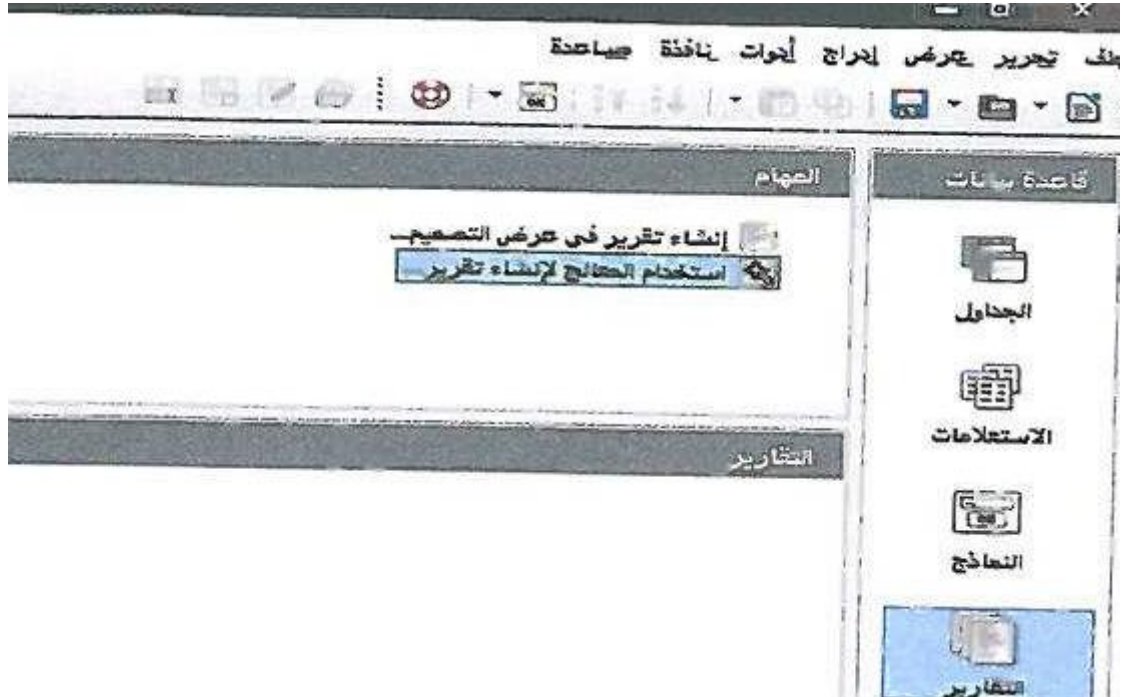 تحرير عرض إدراج أدوات نافذة مساعدة
قاعدة بيانات
المهام
إنشاء تقرير في عرض التصميم...
استخدام المعالج لإنشاء تقرير...
الجداول
الاستعلامات
النماذج
التقارير
التقارير